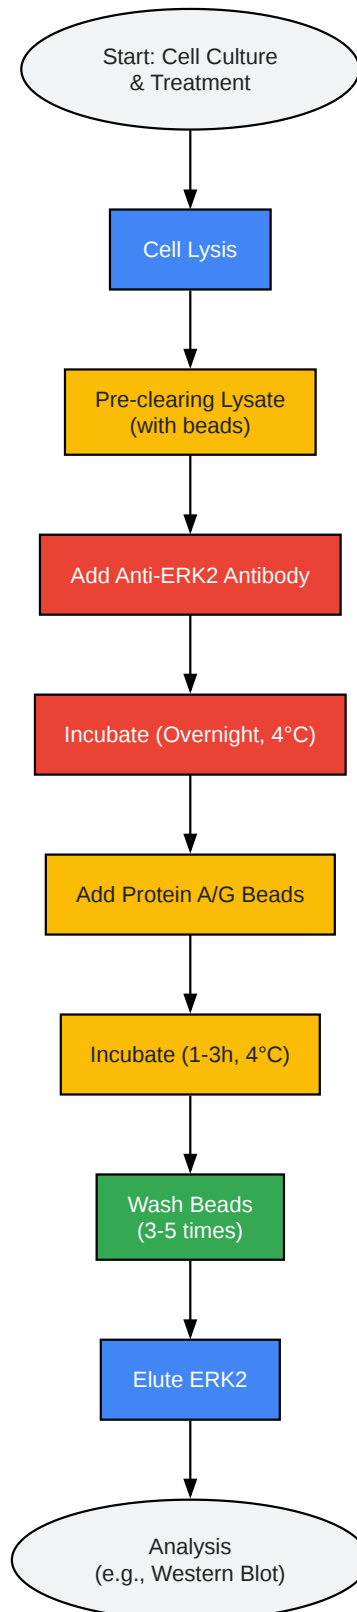 Start: Cell Culture
& Treatment
Cell Lysis
Pre-clearing Lysate
(with beads)
Add Anti-ERK2 Antibody
Incubate (Overnight, 4°C)
Add Protein A/G Beads
Incubate (1-3h, 4°C)
Wash Beads
(3-5 times)
Elute ERK2
Analysis
(e.g., Western Blot)